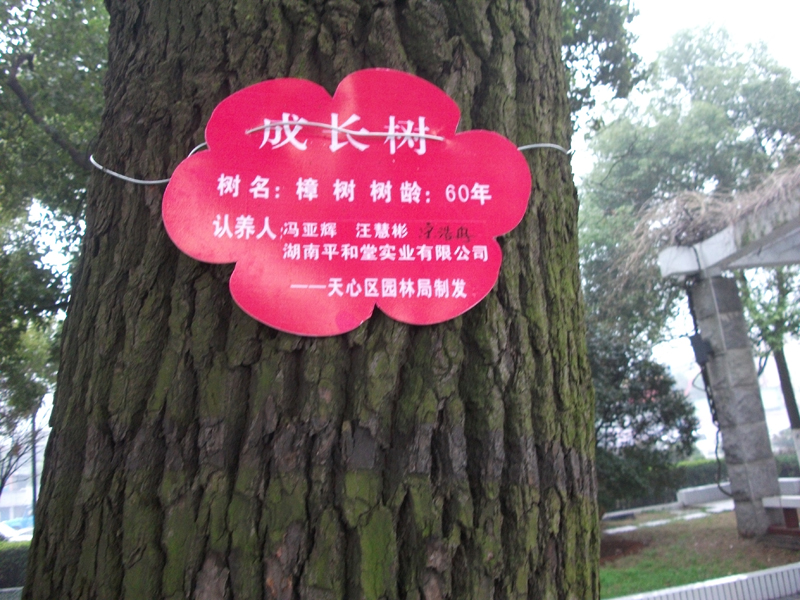 成长树
树名：樟树 树龄：60年
认养人 冯亚辉 汪慧彬
湖南平和堂实业有限公司
——天心区园林局制发